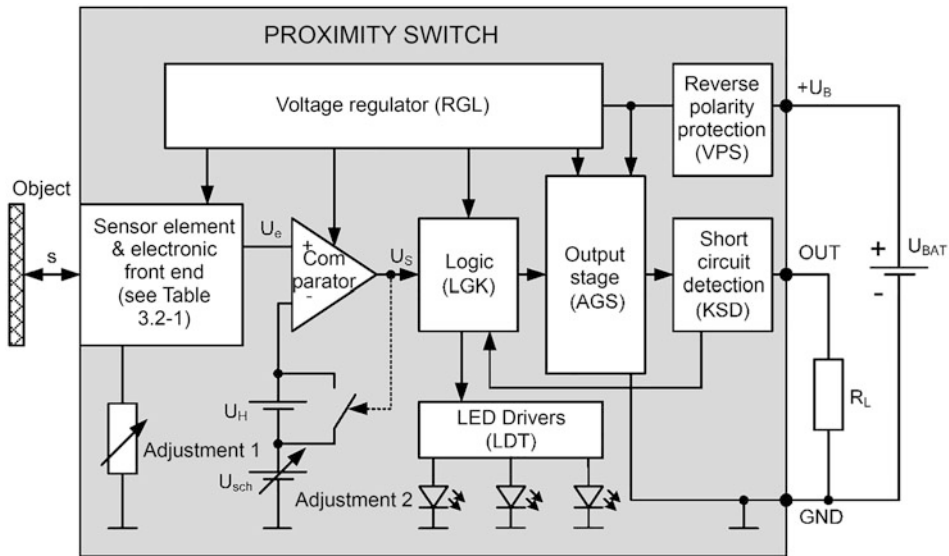 PROXIMITY SWITCH
Voltage regulator (RGL)
Reverse
polarity
protection
(VPS)
+U_B
Object
s
Sensor element
& electronic
front end
(see Table
3.2-1)
U_e
+
Com
parator
-
U_S
Logic
(LGK)
Output
stage
(AGS)
Short
circuit
detection
(KSD)
OUT
+
U_BAT
-
R_L
U_H
Adjustment 1
U_sch
Adjustment 2
LED Drivers
(LDT)
GND